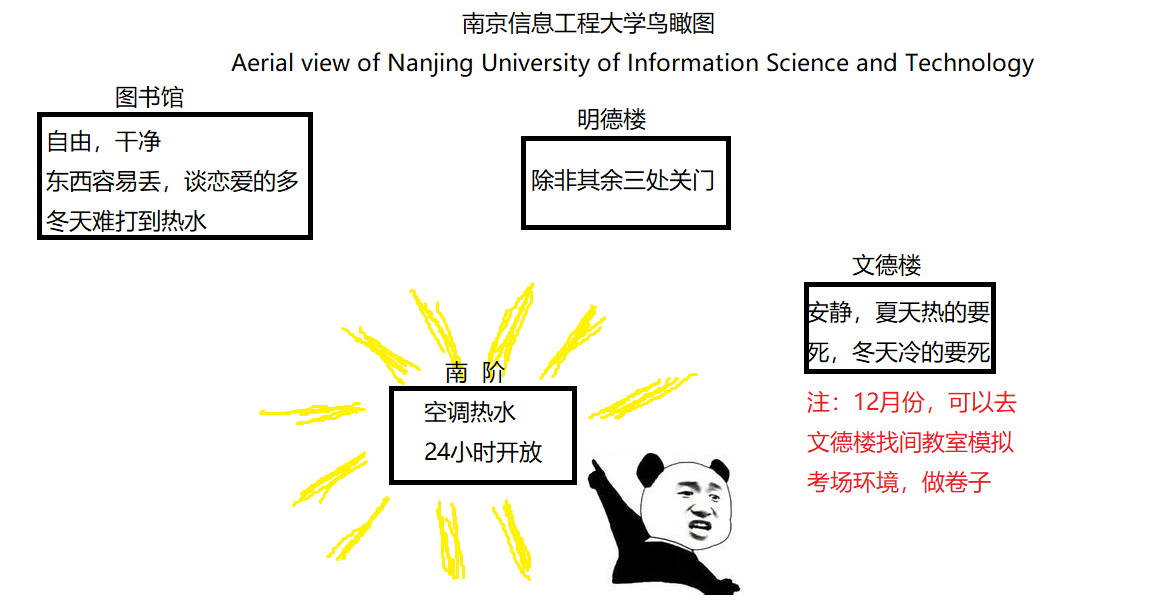 南京信息工程大学鸟瞰图
Aerial view of Nanjing University of Information Science and Technology
图书馆
自由，干净
东西容易丢，谈恋爱的多
冬天难打到热水
明德楼
除非其余三处关门
文德楼
安静，夏天热的要
死，冬天冷的要死
注：12月份，可以去
文德楼找间教室模拟
考场环境，做卷子
南 阶
空调热水
24小时开放